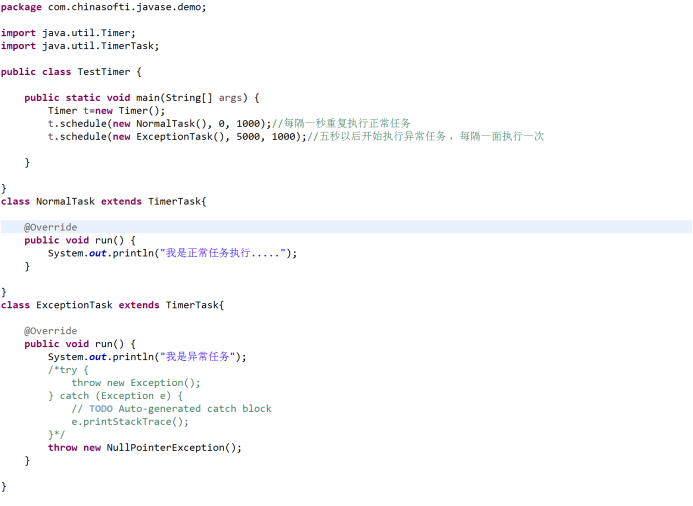 package com.chinasofti.javase.demo;
import java.util.Timer;
import java.util.TimerTask;
public class TestTimer {
public static void main(String[] args) {
Timer t=new Timer();
t.schedule(new NormalTask(), 0, 1000);//每隔一秒重复执行正常任务
t.schedule(new ExceptionTask(), 5000, 1000);//五秒以后开始执行异常任务，每隔一面执行一次
}
}
class NormalTask extends TimerTask{
@Override
public void run() {
System.out.println("我是正常任务执行.....");
}
}
class ExceptionTask extends TimerTask{
@Override
public void run() {
System.out.println("我是异常任务");
/*try {
throw new Exception();
} catch (Exception e) {
// TODO Auto-generated catch block
e.printStackTrace();
}*/
throw new NullPointerException();
}
}